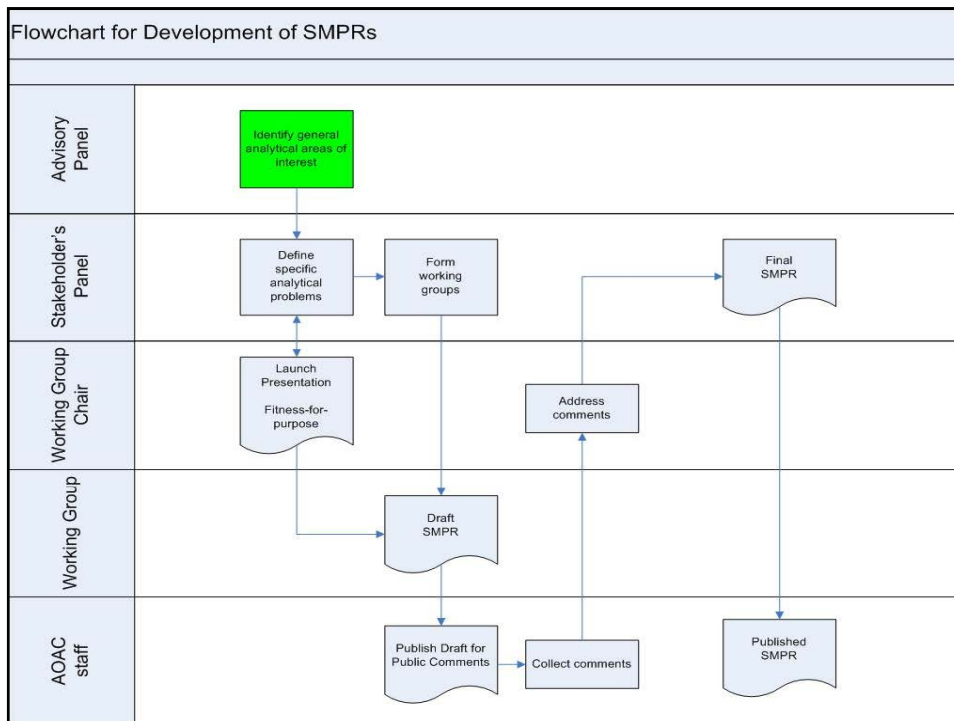 Flowchart for Development of SMPRs
Advisory
Panel
Identify general
analytical areas of
interest
Stakeholder's
Panel
Define
specific
analytical
problems
Form
working
groups
Final
SMPR
Working Group
Chair
Launch
Presentation
Fitness-for-
purpose
Address
comments
Working Group
Draft
SMPR
AOAC
staff
Publish Draft for
Public Comments
Collect comments
Published
SMPR